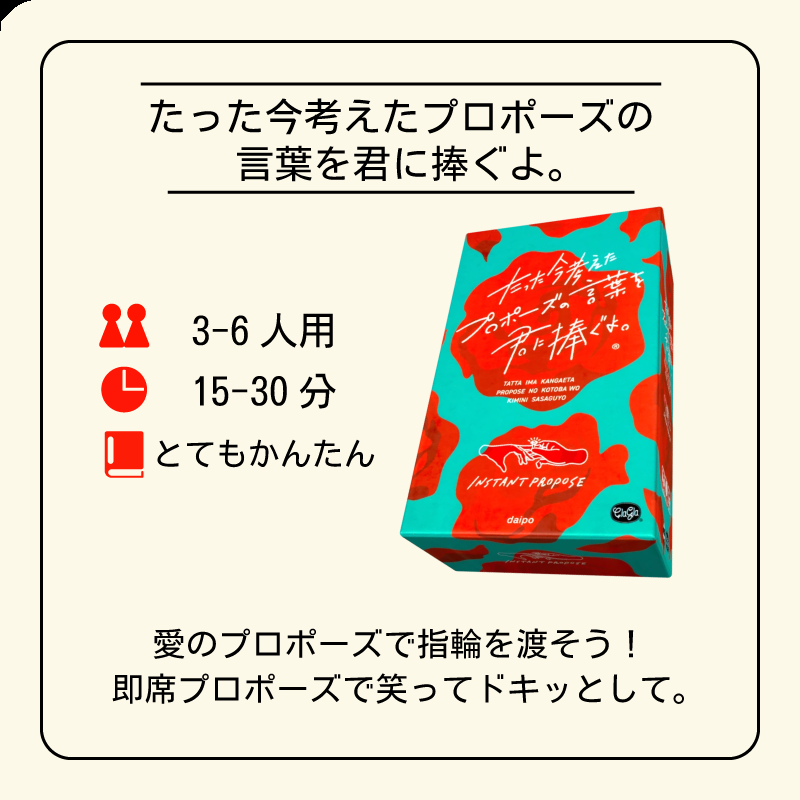 たった今考えたプロポーズの
言葉を君に捧ぐよ。
たった今考えた
プロポーズの言葉を
君に捧ぐよ。
®
TATTA IMA KANGAETA
PROPOSE NO KOTOBA WO
KIMINI SASAGUYO
INSTANT PROPOSE
daipo
ClaGla
INSTANT PROPOSE
3-6 人用
15-30 分
とてもかんたん
愛のプロポーズで指輪を渡そう！
即席プロポーズで笑ってドキッとして。